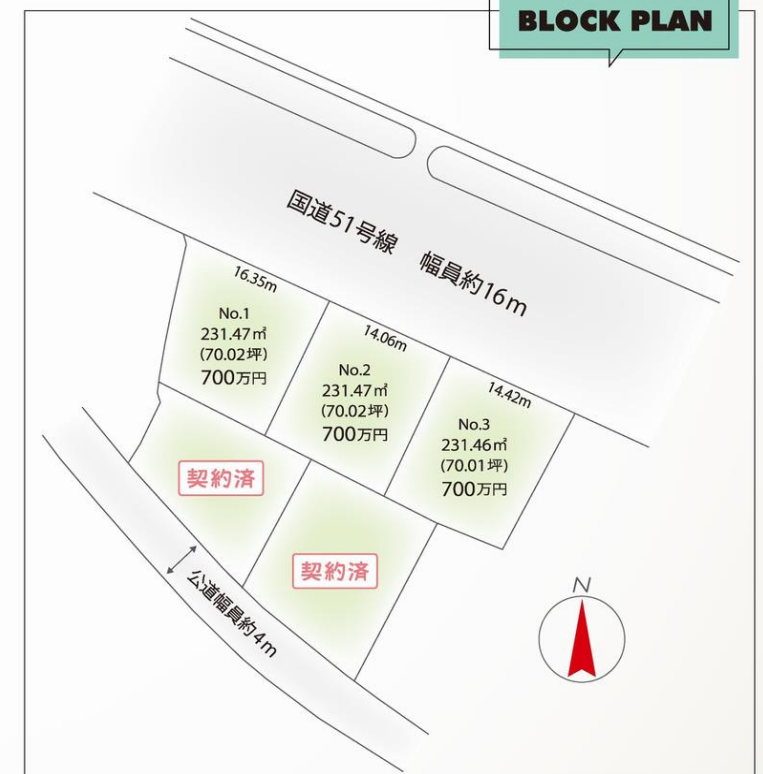 BLOCK PLAN
国道51号線 幅員約16m
16.35m
No.1
231.47㎡
(70.02坪)
700万円
14.06m
No.2
231.47㎡
(70.02坪)
700万円
14.42m
No.3
231.46㎡
(70.01坪)
700万円
契約済
契約済
公道幅員約4m
N